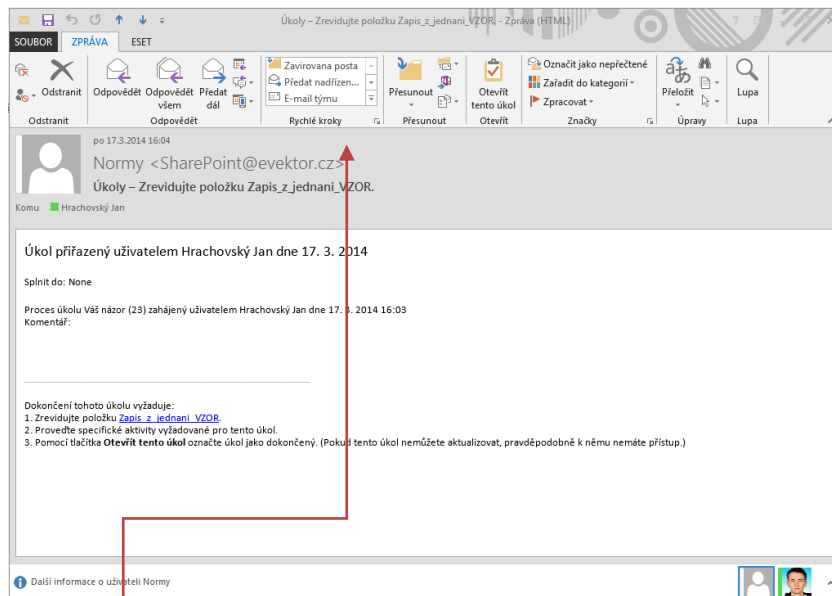 Úkoly – Zrevidujte položku Zapis_z_jednani_VZOR. - Zpráva (HTML)
SOUBOR ZPRÁVA ESET
Odstranit
Odpovědět Odpovědět všem Předat dál
Zavirovana posta
Předat nadřízen...
E-mail týmu
Přesunout
Otevřít tento úkol
Označit jako nepřečtené
Zařadit do kategorií
Zpracovat
Přeložit
Lupa
Odstranit Odpovědět Rychlé kroky Přesunout Otevřít Značky Úpravy Lupa
po 17.3.2014 16:04
Normy <SharePoint@evektor.cz>
Úkoly – Zrevidujte položku Zapis_z_jednani_VZOR.
Komu Hrachovský Jan
Úkol přiřazený uživatelem Hrachovský Jan dne 17. 3. 2014
Splnit do: None
Proces úkolu Váš názor (23) zahájený uživatelem Hrachovský Jan dne 17. 3. 2014 16:03
Komentář:
Dokončení tohoto úkolu vyžaduje:
1. Zrevidujte položku Zapis_z_jednani_VZOR.
2. Proveďte specifické aktivity vyžadované pro tento úkol.
3. Pomocí tlačítka Otevřít tento úkol označte úkol jako dokončený. (Pokud tento úkol nemůžete aktualizovat, pravděpodobně k němu nemáte přístup.)
Další informace o uživateli Normy